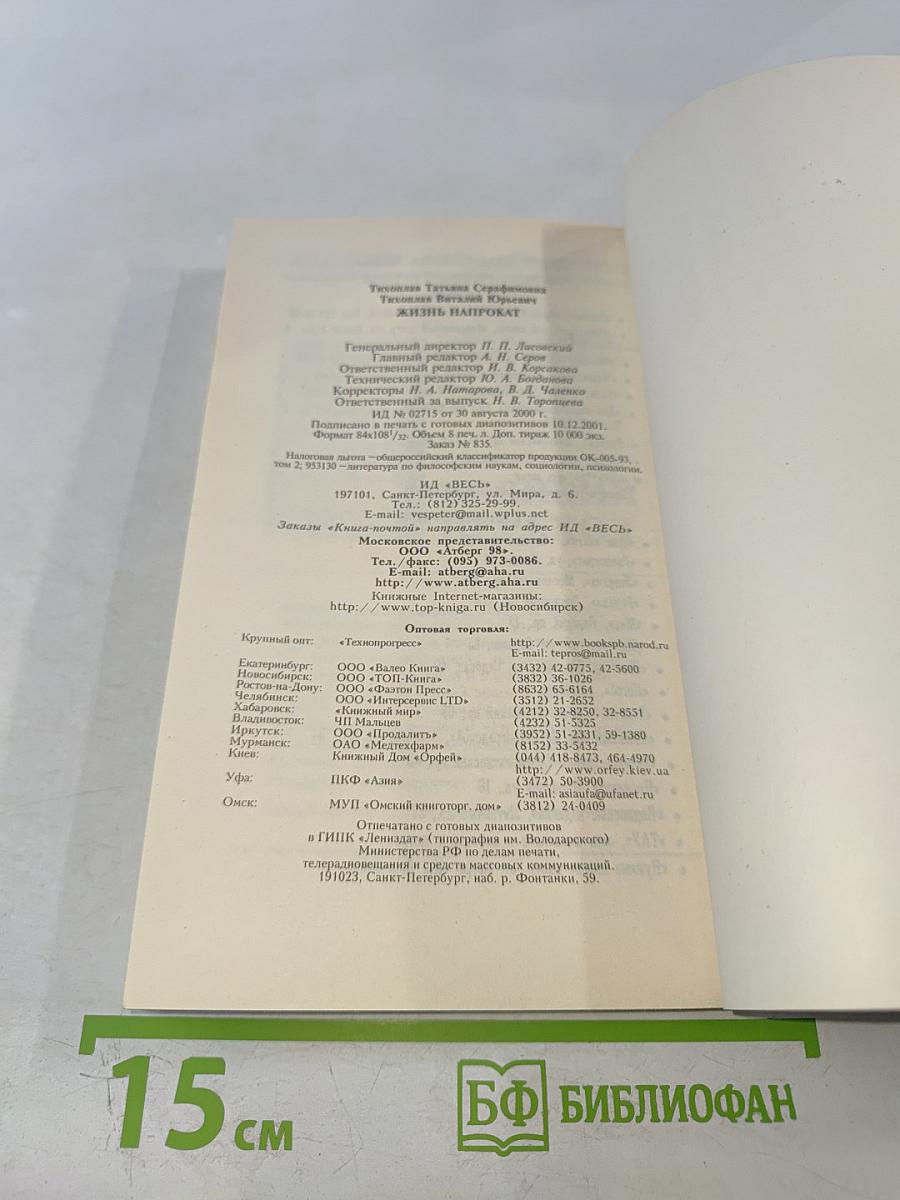 Тихоплав Татьяна Серафимовна
Тихоплав Виталий Юрьевич
ЖИЗНЬ НАПРОКАТ
Генеральный директор П. П. Лисовский
Главный редактор А. Н. Серов
Ответственный редактор И. В. Корсакова
Технический редактор Ю. А. Богданова
Корректоры Н. А. Натарова, В. Д. Чаленко
Ответственный за выпуск Н. В. Торопцева
ИД № 02715 от 30 августа 2000 г.
Подписано в печать с готовых диапозитивов 10.12.2001.
Формат 84х108 1/32. Объем 8 печ. л. Доп. тираж 10 000 экз.
Заказ № 835.
Налоговая льгота – общероссийский классификатор продукции ОК-005-93,
том 2; 953130 – литература по философским наукам, социологии, психологии.
ИД «ВЕСЬ»
197101, Санкт-Петербург, ул. Мира, д. 6.
Тел.: (812) 325-29-99.
E-mail: vespeter@mail.wplus.net
Заказы «Книга-почтой» направлять на адрес ИД «ВЕСЬ»
Московское представительство:
ООО «Атберг 98».
Тел./факс: (095) 973-0086.
E-mail: atberg@aha.ru
http://www.atberg.aha.ru
Книжные Internet-магазины:
http://www.top-kniga.ru (Новосибирск)
Оптовая торговля:
Крупный опт: «Технопрогресс» http://www.bookspb.narod.ru
E-mail: tepros@mail.ru
Екатеринбург: ООО «Валео Книга» (3432) 42-0775, 42-5600
Новосибирск: ООО «ТОП-Книга» (3832) 36-1026
Ростов-на-Дону: ООО «Фаэтон Пресс» (8632) 65-6164
Челябинск: ООО «Интерсервис LTD» (3512) 21-2652
Хабаровск: «Книжный мир» (4212) 32-8250, 32-8551
Владивосток: ЧП Мальцев (4232) 51-5325
Иркутск: ООО «Продалитъ» (3952) 51-2331, 59-1380
Мурманск: ОАО «Медтехфарм» (8152) 33-5432
Киев: Книжный Дом «Орфей» (044) 418-8473, 464-4970
http://www.orfey.kiev.ua
Уфа: ПКФ «Азия» (3472) 50-3900
E-mail: asiaufa@ufanet.ru
Омск: МУП «Омский книготорг. дом» (3812) 24-0409
Отпечатано с готовых диапозитивов
в ГИПК «Лениздат» (типография им. Володарского)
Министерства РФ по делам печати,
телерадиовещания и средств массовых коммуникаций.
191023, Санкт-Петербург, наб. р. Фонтанки, 59.
15 см
БФ БИБЛИОФАН